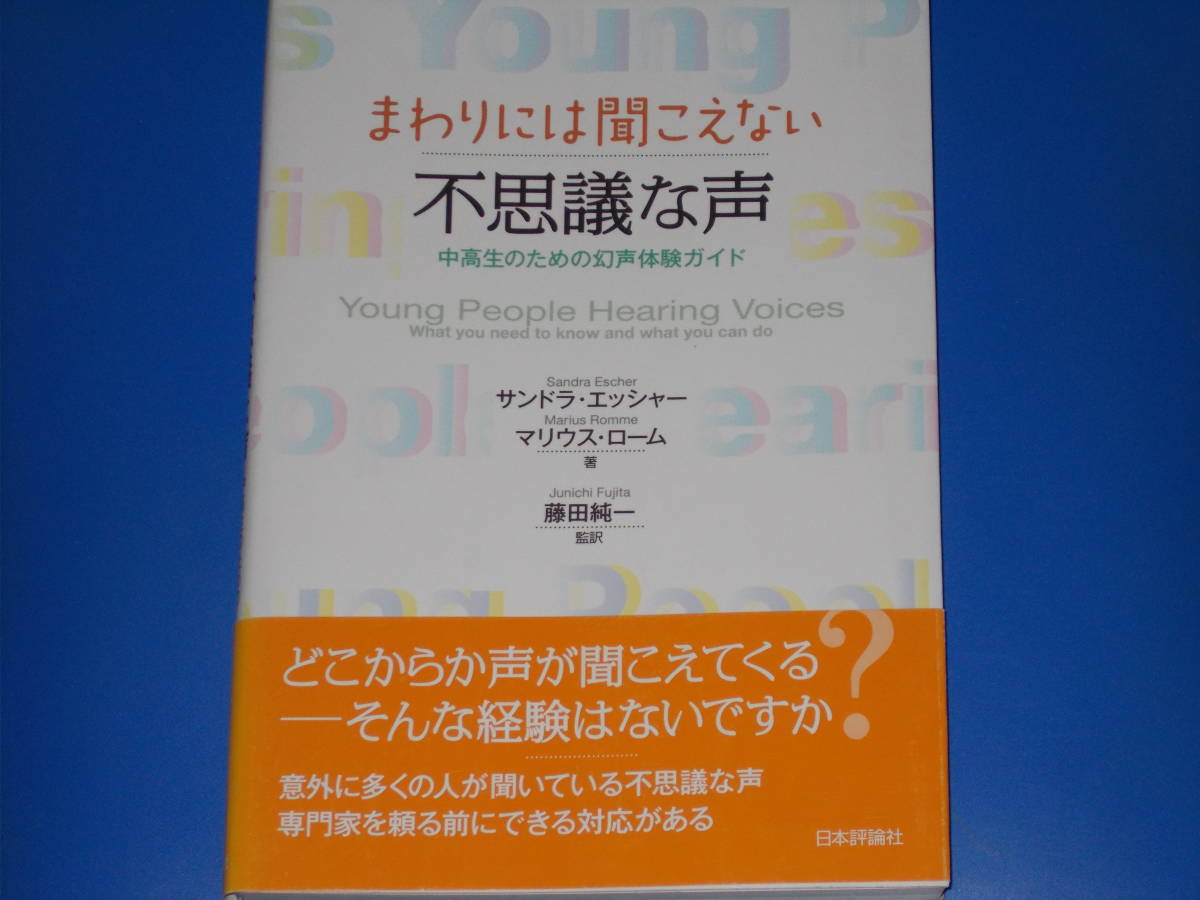 s Young P
まわりには聞こえない
不思議な声
中高生のための幻声体験ガイド
Young People Hearing Voices
What you need to know and what you can do
Sandra Escher
サンドラ・エッシャー
Marius Romme
マリウス・ローム
著
eople
eari
Junichi Fujita
藤田純一
監訳
oung Peopl
どこからか声が聞こえてくる
──そんな経験はないですか?
意外に多くの人が聞いている不思議な声
専門家を頼る前にできる対応がある
日本評論社